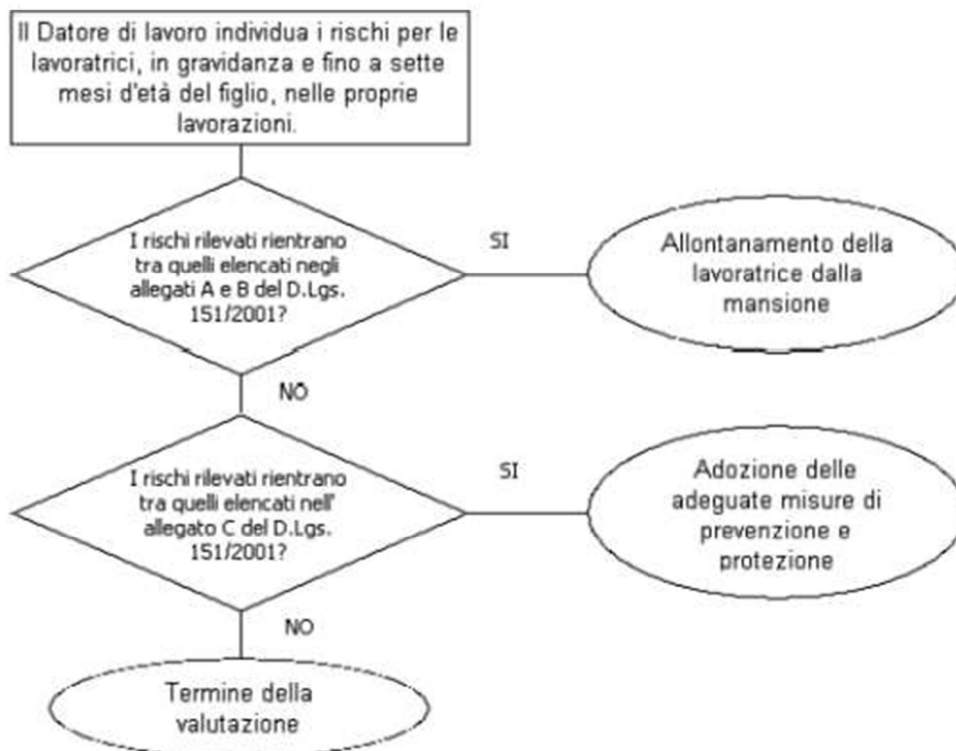 Il Datore di lavoro individua i rischi per le
lavoratrici, in gravidanza e fino a sette
mesi d'età del figlio, nelle proprie
lavorazioni.
I rischi rilevati rientrano
tra quelli elencati negli
allegati A e B del D.Lgs.
151/2001?
SI
Allontanamento della
lavoratrice dalla
mansione
NO
I rischi rilevati rientrano
tra quelli elencati nell'
allegato C del D.Lgs.
151/2001?
SI
Adozione delle
adeguate misure di
prevenzione e
protezione
NO
Termine della
valutazione